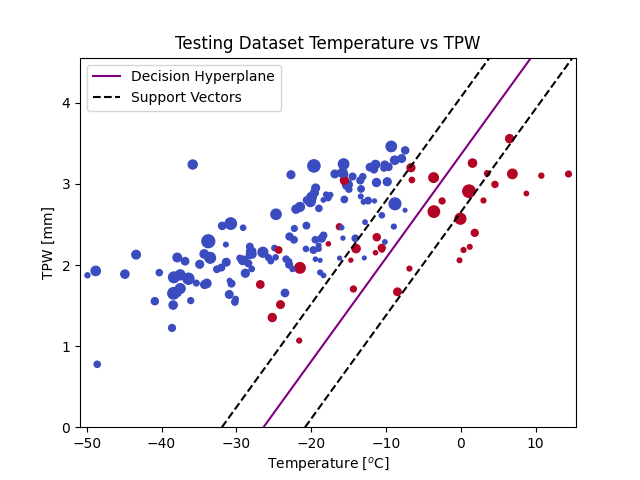 Testing Dataset Temperature vs TPW
Decision Hyperplane
Support Vectors
TPW [mm]
4
3
2
1
0
−50
−40
−30
−20
−10
0
10
Temperature [°C]